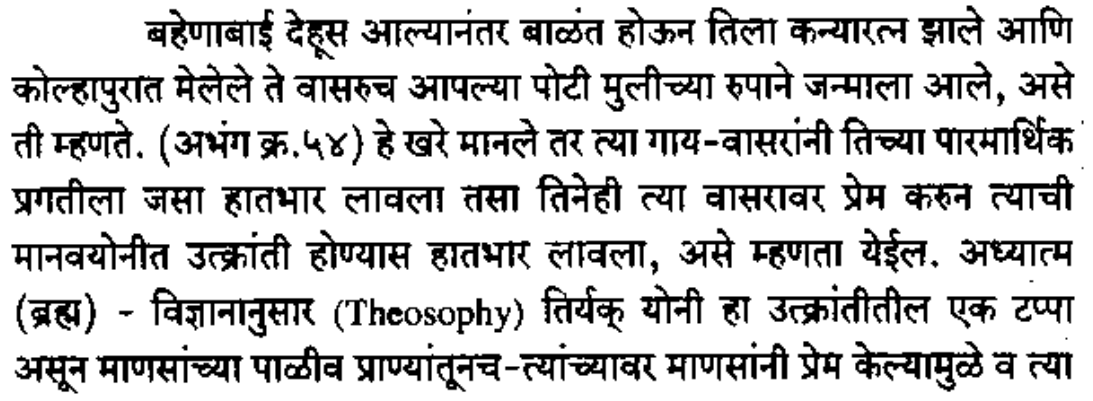 बहेणाबाई देहूस आल्यानंतर बाळंत होऊन तिला कन्यारत्न झाले आणि
कोल्हापुरात मेलेले ते वासरुच आपल्या पोटी मुलीच्या रुपाने जन्माला आले, असे
ती म्हणते. (अभंग क्र.५४) हे खरे मानले तर त्या गाय-वासरांनी तिच्या पारमार्थिक
प्रगतीला जसा हातभार लावला तसा तिनेही त्या वासरावर प्रेम करुन त्याची
मानवयोनीत उत्क्रांती होण्यास हातभार लावला, असे म्हणता येईल. अध्यात्म
(ब्रह्म) - विज्ञानानुसार (Theosophy) तिर्यक् योनी हा उत्क्रांतीतील एक टप्पा
असून माणसांच्या पाळीव प्राण्यांतूनच-त्यांच्यावर माणसांनी प्रेम केल्यामुळे व त्या